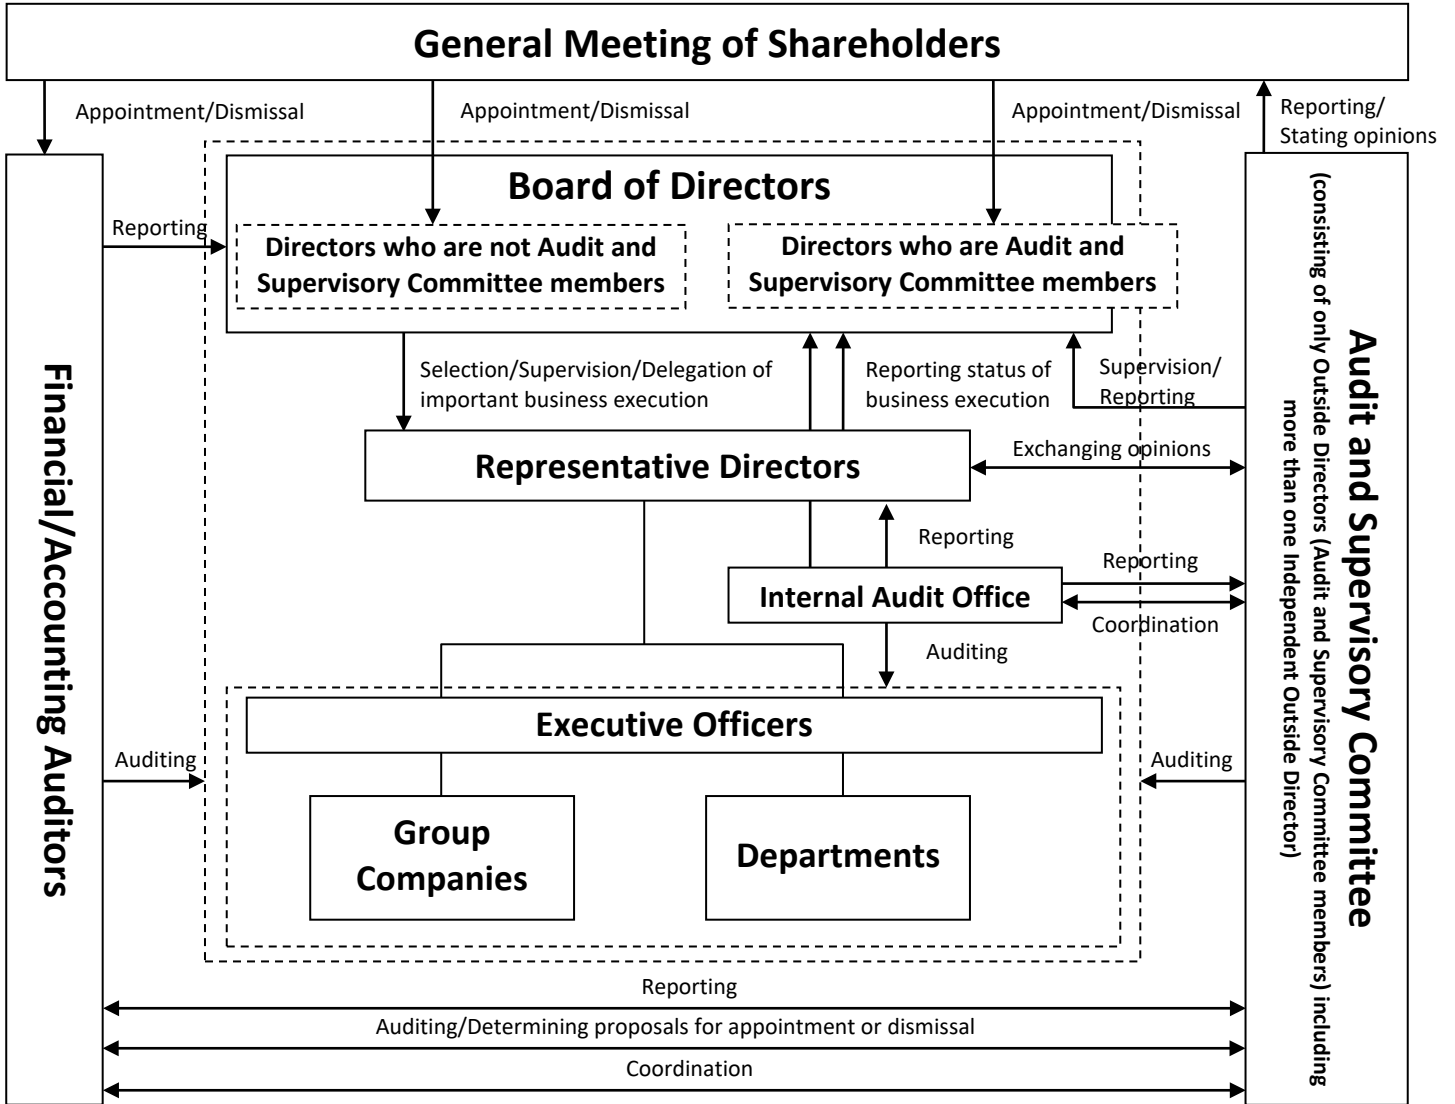 General Meeting of Shareholders
Appointment/Dismissal
Appointment/Dismissal
Appointment/Dismissal
Reporting/
Stating opinions
Board of Directors
Reporting
Directors who are not Audit and
Supervisory Committee members
Directors who are Audit and
Supervisory Committee members
Financial/Accounting Auditors
Audit and Supervisory Committee
(consisting of only Outside Directors (Audit and Supervisory Committee members) including
more than one Independent Outside Director)
Selection/Supervision/Delegation of
important business execution
Reporting status of
business execution
Supervision/
Reporting
Representative Directors
Exchanging opinions
Reporting
Reporting
Internal Audit Office
Coordination
Auditing
Executive Officers
Auditing
Auditing
Group
Companies
Departments
Reporting
Auditing/Determining proposals for appointment or dismissal
Coordination